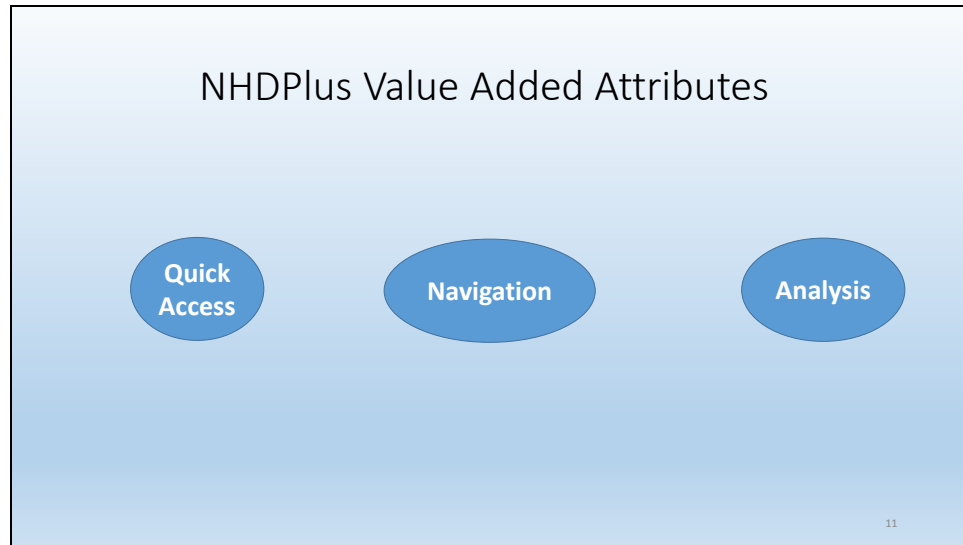 NHDPlus Value Added Attributes
Quick
Access
Navigation
Analysis
11